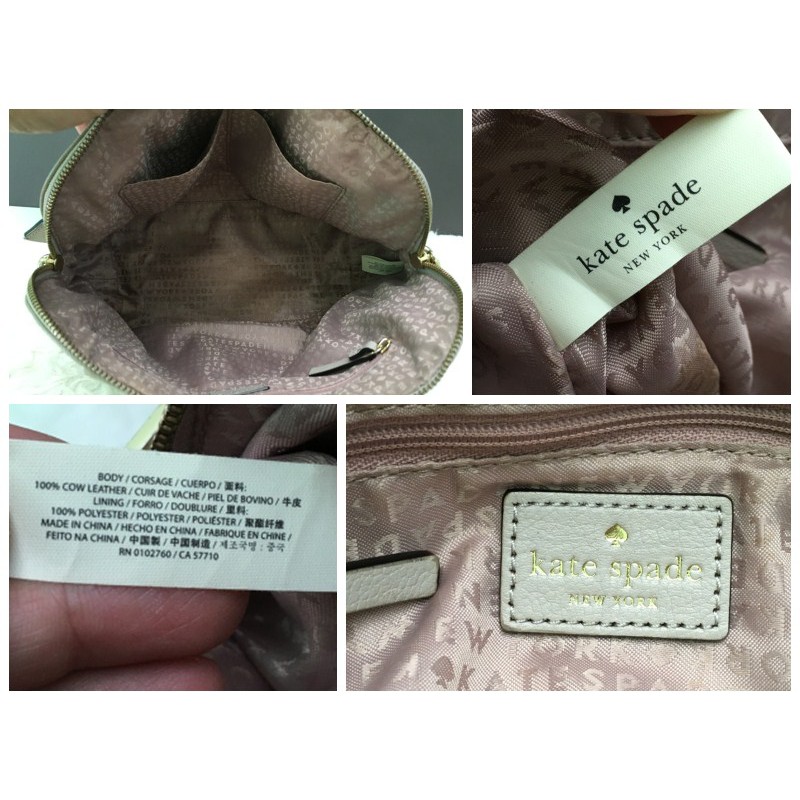 kate spade
NEW YORK
BODY / CORSAGE / CUERPO / 面料:
100% COW LEATHER / CUIR DE VACHE / PIEL DE BOVINO / 牛皮
LINING / FORRO / DOUBLURE / 里料:
100% POLYESTER / POLYESTER / POLIÉSTER / 聚酯纤维
MADE IN CHINA / HECHO EN CHINA / FABRIQUE EN CHINE /
FEITO NA CHINA / 中国製 / 中国制造 / 제조국명 : 중국
RN 0102760 / CA 57710
kate spade
NEW YORK
NEW
YORK
KATESPA